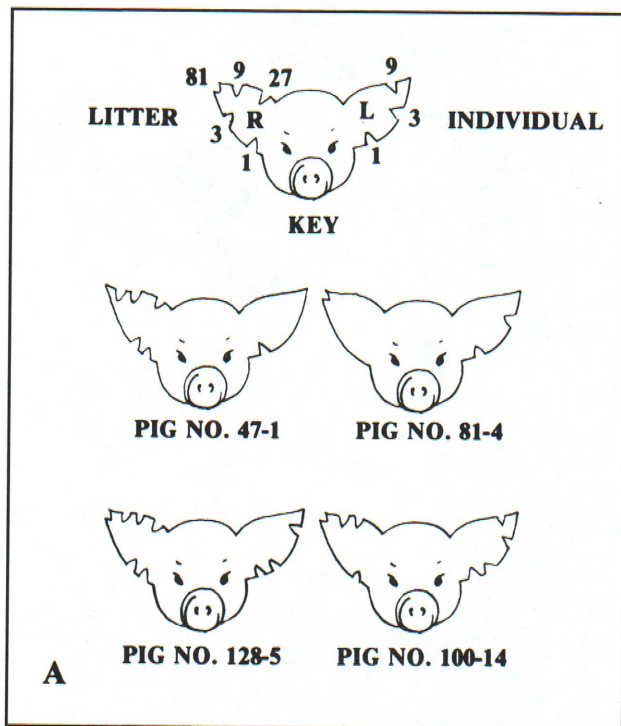 81 9 27 9
LITTER R L 3 INDIVIDUAL
3
1 1
KEY
PIG NO. 47-1 PIG NO. 81-4
PIG NO. 128-5 PIG NO. 100-14
A